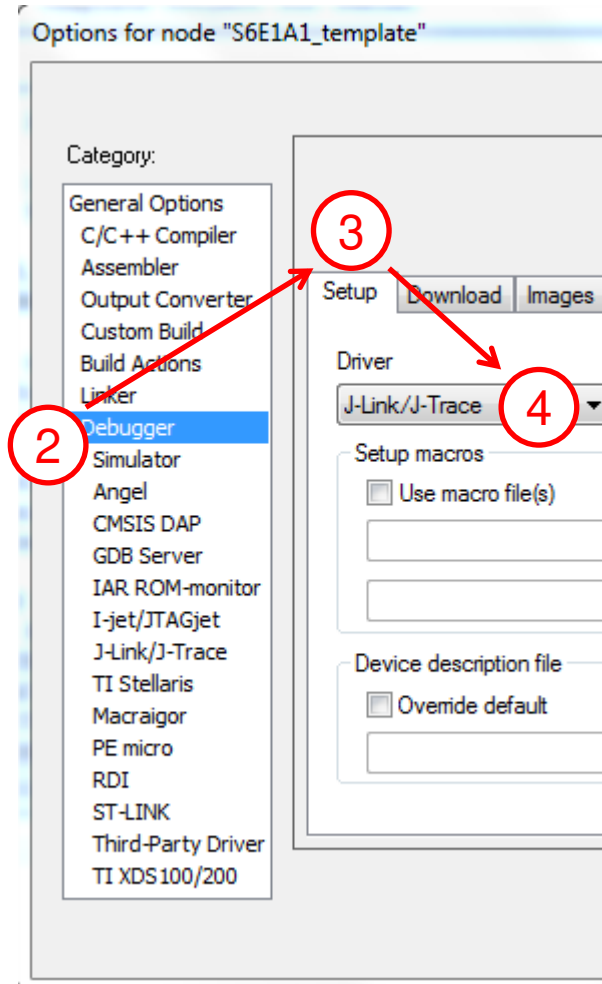 Options for node "S6E1A1_template"
Category:
General Options
C/C++ Compiler
Assembler
Output Converter
Custom Build
Build Actions
Linker
Debugger
Simulator
Angel
CMSIS DAP
GDB Server
IAR ROM-monitor
I-jet/JTAGjet
J-Link/J-Trace
TI Stellaris
Macraigor
PE micro
RDI
ST-LINK
Third-Party Driver
TI XDS100/200
2
3
Setup Download Images
Driver
J-Link/J-Trace 4
Setup macros
Use macro file(s)
Device description file
Override default